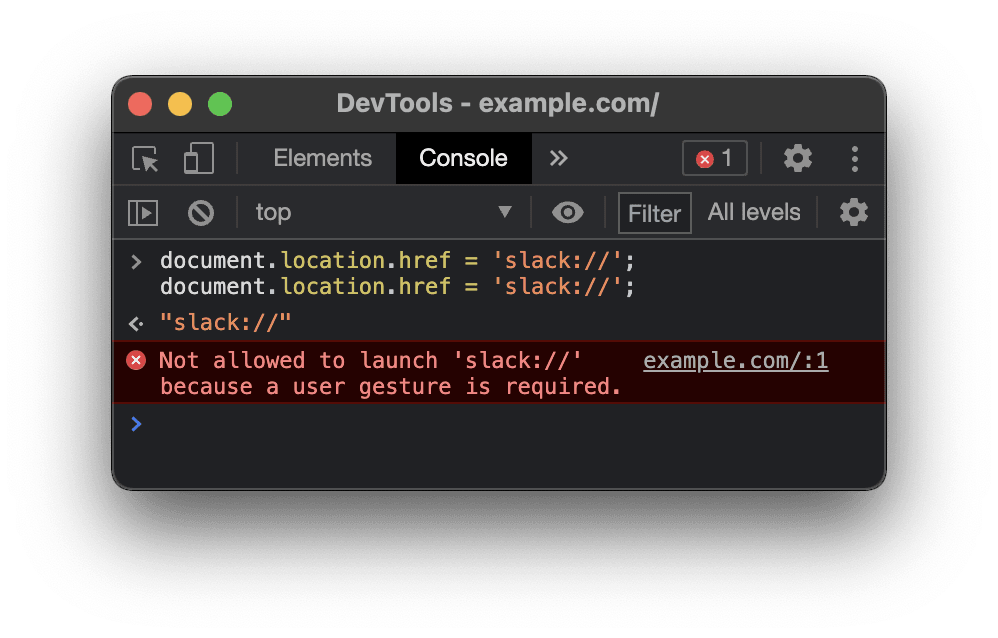 DevTools - example.com/
Elements Console » 1
top ▼ Filter All levels
> document.location.href = 'slack://';
document.location.href = 'slack://';
"slack://"
Not allowed to launch 'slack://' example.com/:1
because a user gesture is required.
>